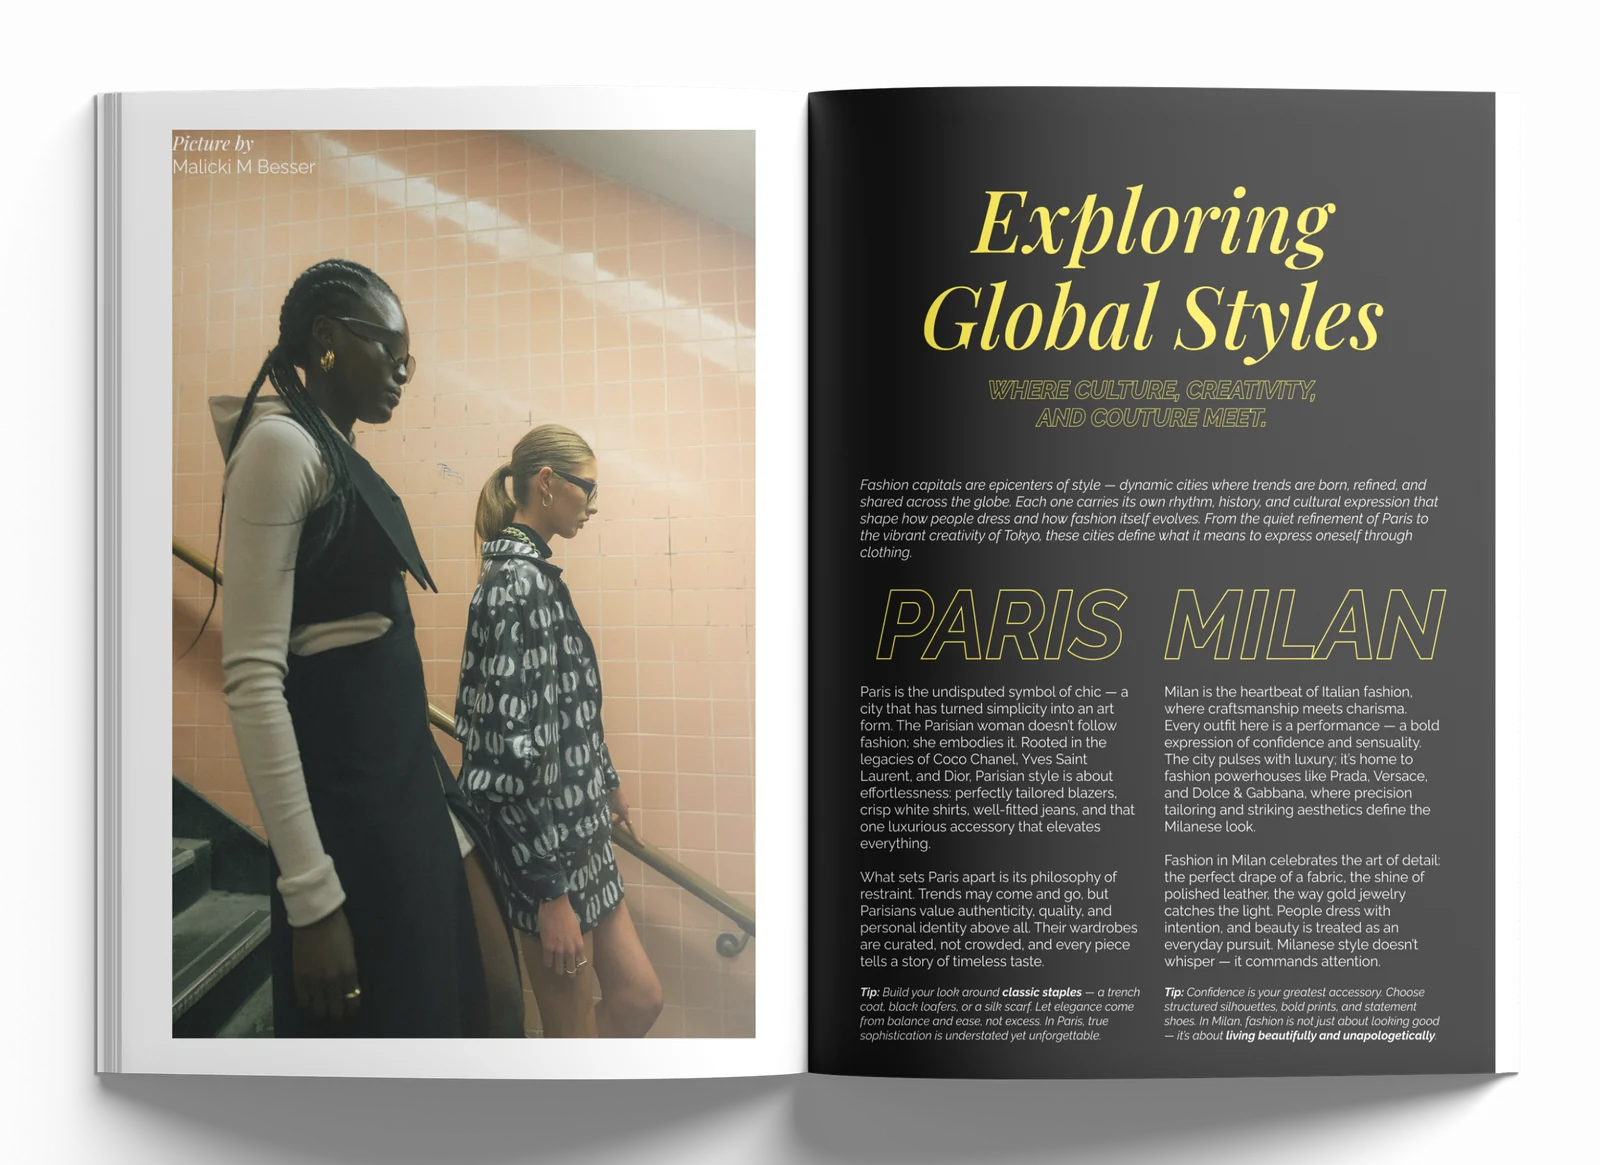 Picture by
Malicki M Besser
Exploring
Global Styles
WHERE CULTURE, CREATIVITY,
AND COUTURE MEET.
Fashion capitals are epicenters of style — dynamic cities where trends are born, refined, and
shared across the globe. Each one carries its own rhythm, history, and cultural expression that
shape how people dress and how fashion itself evolves. From the quiet refinement of Paris to
the vibrant creativity of Tokyo, these cities define what it means to express oneself through
clothing.
PARIS
Paris is the undisputed symbol of chic — a
city that has turned simplicity into an art
form. The Parisian woman doesn't follow
fashion; she embodies it. Rooted in the
legacies of Coco Chanel, Yves Saint
Laurent, and Dior, Parisian style is about
effortlessness: perfectly tailored blazers,
crisp white shirts, well-fitted jeans, and that
one luxurious accessory that elevates
everything.
What sets Paris apart is its philosophy of
restraint. Trends may come and go, but
Parisians value authenticity, quality, and
personal identity above all. Their wardrobes
are curated, not crowded, and every piece
tells a story of timeless taste.
Tip: Build your look around classic staples — a trench
coat, black loafers, or a silk scarf. Let elegance come
from balance and ease, not excess. In Paris, true
sophistication is understated yet unforgettable.
MILAN
Milan is the heartbeat of Italian fashion,
where craftsmanship meets charisma.
Every outfit here is a performance — a bold
expression of confidence and sensuality.
The city pulses with luxury; it's home to
fashion powerhouses like Prada, Versace,
and Dolce & Gabbana, where precision
tailoring and striking aesthetics define the
Milanese look.
Fashion in Milan celebrates the art of detail:
the perfect drape of a fabric, the shine of
polished leather, the way gold jewelry
catches the light. People dress with
intention, and beauty is treated as an
everyday pursuit. Milanese style doesn't
whisper — it commands attention.
Tip: Confidence is your greatest accessory. Choose
structured silhouettes, bold prints, and statement
shoes. In Milan, fashion is not just about looking good
— it's about living beautifully and unapologetically.